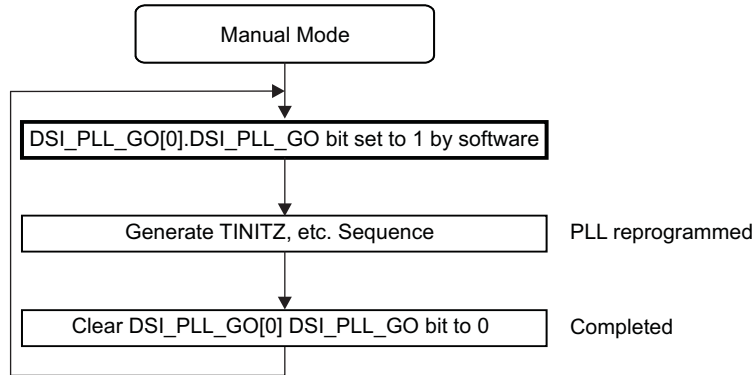 Manual Mode
DSI_PLL_GO[0].DSI_PLL_GO bit set to 1 by software
Generate TINITZ, etc. Sequence
PLL reprogrammed
Clear DSI_PLL_GO[0] DSI_PLL_GO bit to 0
Completed